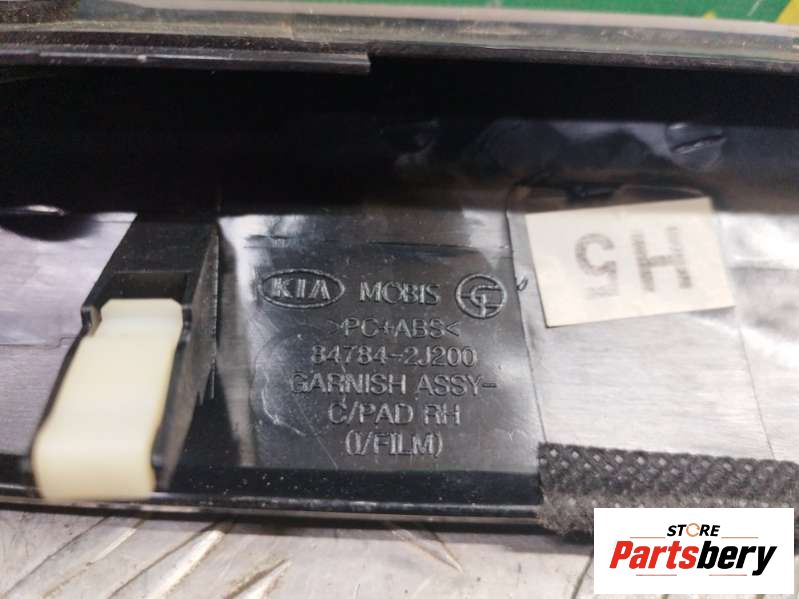 KIA MOBIS G
>PC+ABS<
84784-2J200
GARNISH ASSY-
C/PAD RH
(I/FILM)
H5
STORE
Partsbery